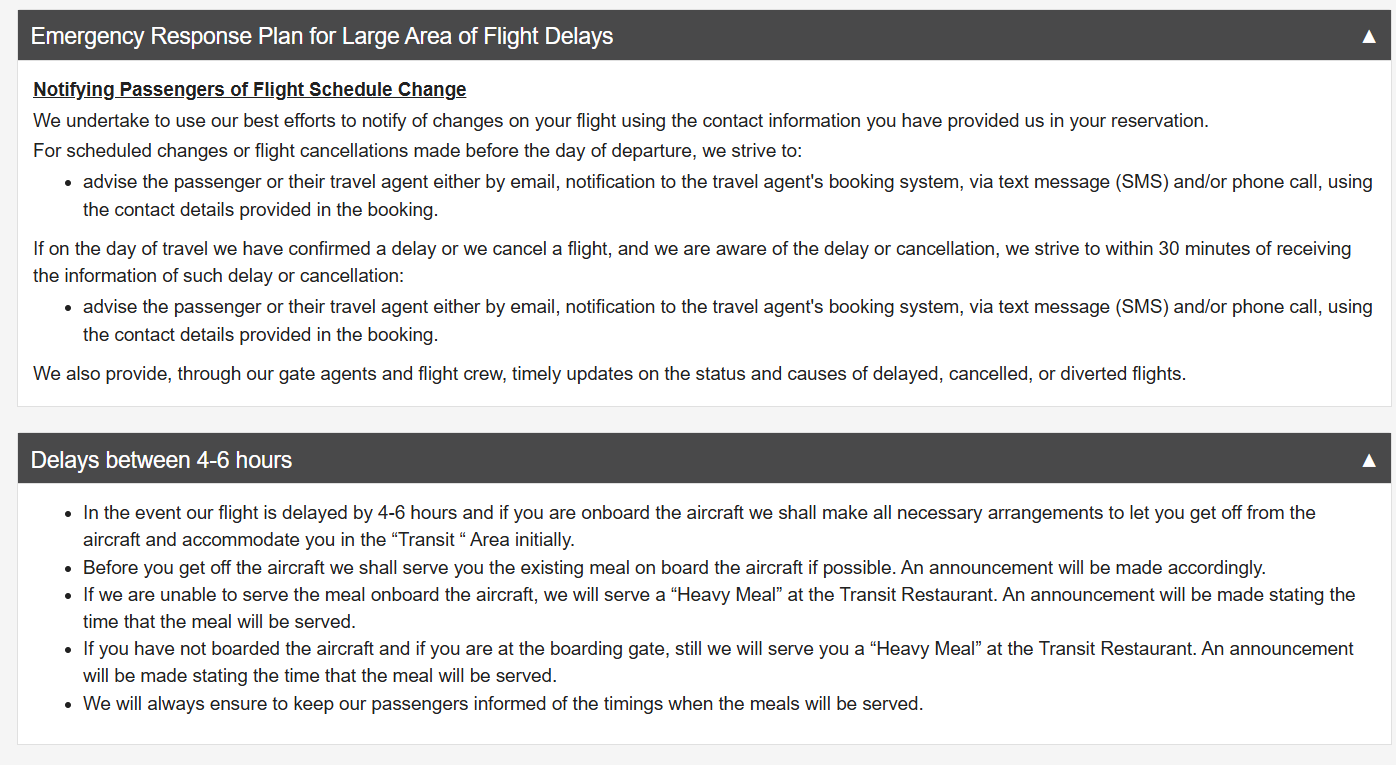 Emergency Response Plan for Large Area of Flight Delays ▲
Notifying Passengers of Flight Schedule Change
We undertake to use our best efforts to notify of changes on your flight using the contact information you have provided us in your reservation.
For scheduled changes or flight cancellations made before the day of departure, we strive to:
• advise the passenger or their travel agent either by email, notification to the travel agent's booking system, via text message (SMS) and/or phone call, using
the contact details provided in the booking.
If on the day of travel we have confirmed a delay or we cancel a flight, and we are aware of the delay or cancellation, we strive to within 30 minutes of receiving
the information of such delay or cancellation:
• advise the passenger or their travel agent either by email, notification to the travel agent's booking system, via text message (SMS) and/or phone call, using
the contact details provided in the booking.
We also provide, through our gate agents and flight crew, timely updates on the status and causes of delayed, cancelled, or diverted flights.
Delays between 4-6 hours ▲
• In the event our flight is delayed by 4-6 hours and if you are onboard the aircraft we shall make all necessary arrangements to let you get off from the
aircraft and accommodate you in the “Transit “ Area initially.
• Before you get off the aircraft we shall serve you the existing meal on board the aircraft if possible. An announcement will be made accordingly.
• If we are unable to serve the meal onboard the aircraft, we will serve a “Heavy Meal” at the Transit Restaurant. An announcement will be made stating the
time that the meal will be served.
• If you have not boarded the aircraft and if you are at the boarding gate, still we will serve you a “Heavy Meal” at the Transit Restaurant. An announcement
will be made stating the time that the meal will be served.
• We will always ensure to keep our passengers informed of the timings when the meals will be served.